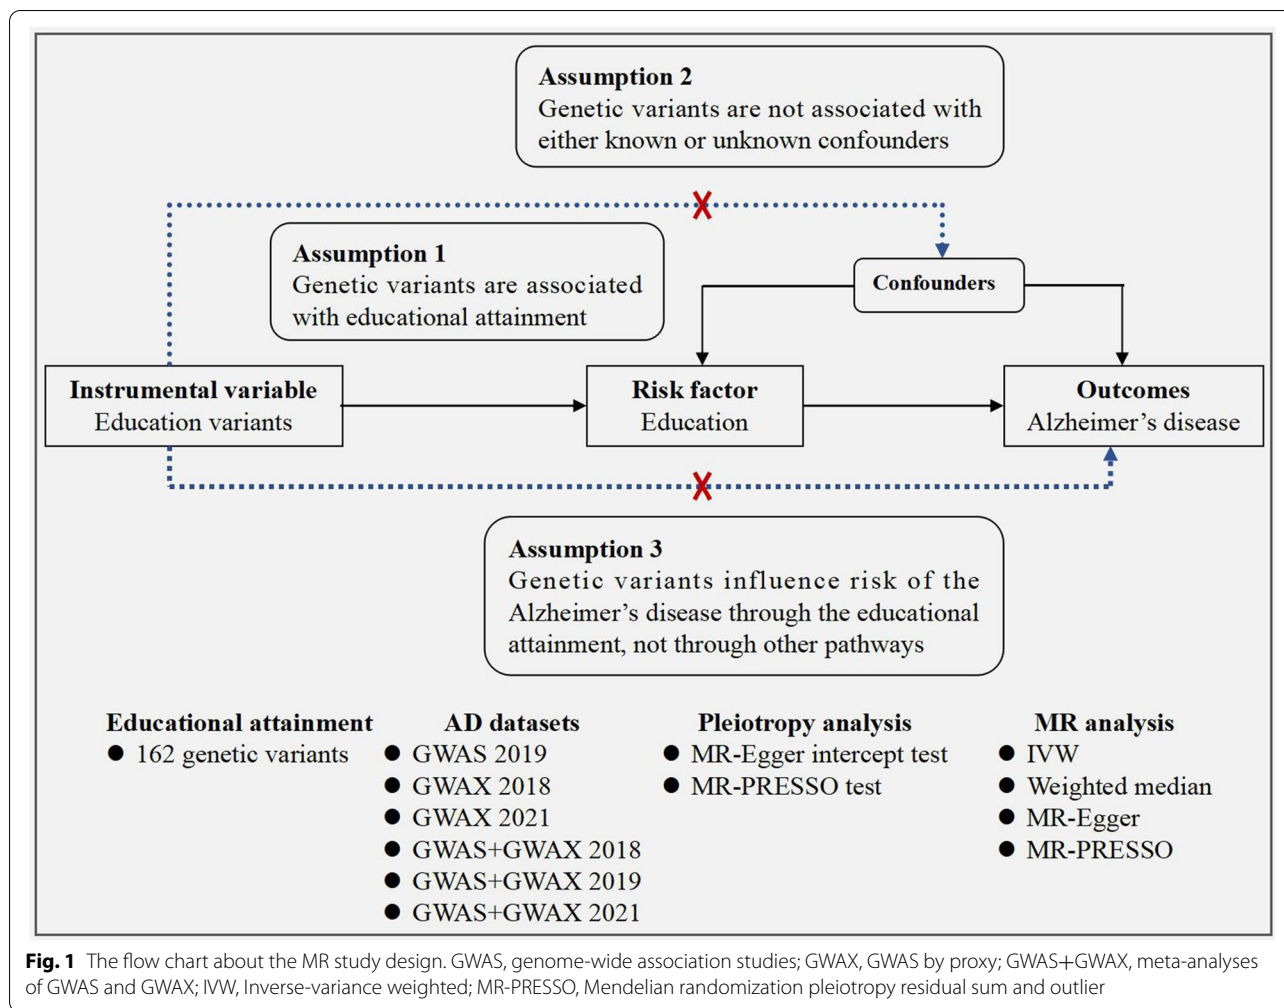 Assumption 2
Genetic variants are not associated with
either known or unknown confounders
Assumption 1
Genetic variants are associated
with educational attainment
Confounders
Instrumental variable
Education variants
Risk factor
Education
Outcomes
Alzheimer's disease
Assumption 3
Genetic variants influence risk of the
Alzheimer's disease through the educational
attainment, not through other pathways
Educational attainment
● 162 genetic variants
AD datasets
● GWAS 2019
● GWAX 2018
● GWAX 2021
● GWAS+GWAX 2018
● GWAS+GWAX 2019
● GWAS+GWAX 2021
Pleiotropy analysis
● MR-Egger intercept test
● MR-PRESSO test
MR analysis
● IVW
● Weighted median
● MR-Egger
● MR-PRESSO
Fig. 1 The flow chart about the MR study design. GWAS, genome-wide association studies; GWAX, GWAS by proxy; GWAS+GWAX, meta-analyses
of GWAS and GWAX; IVW, Inverse-variance weighted; MR-PRESSO, Mendelian randomization pleiotropy residual sum and outlier